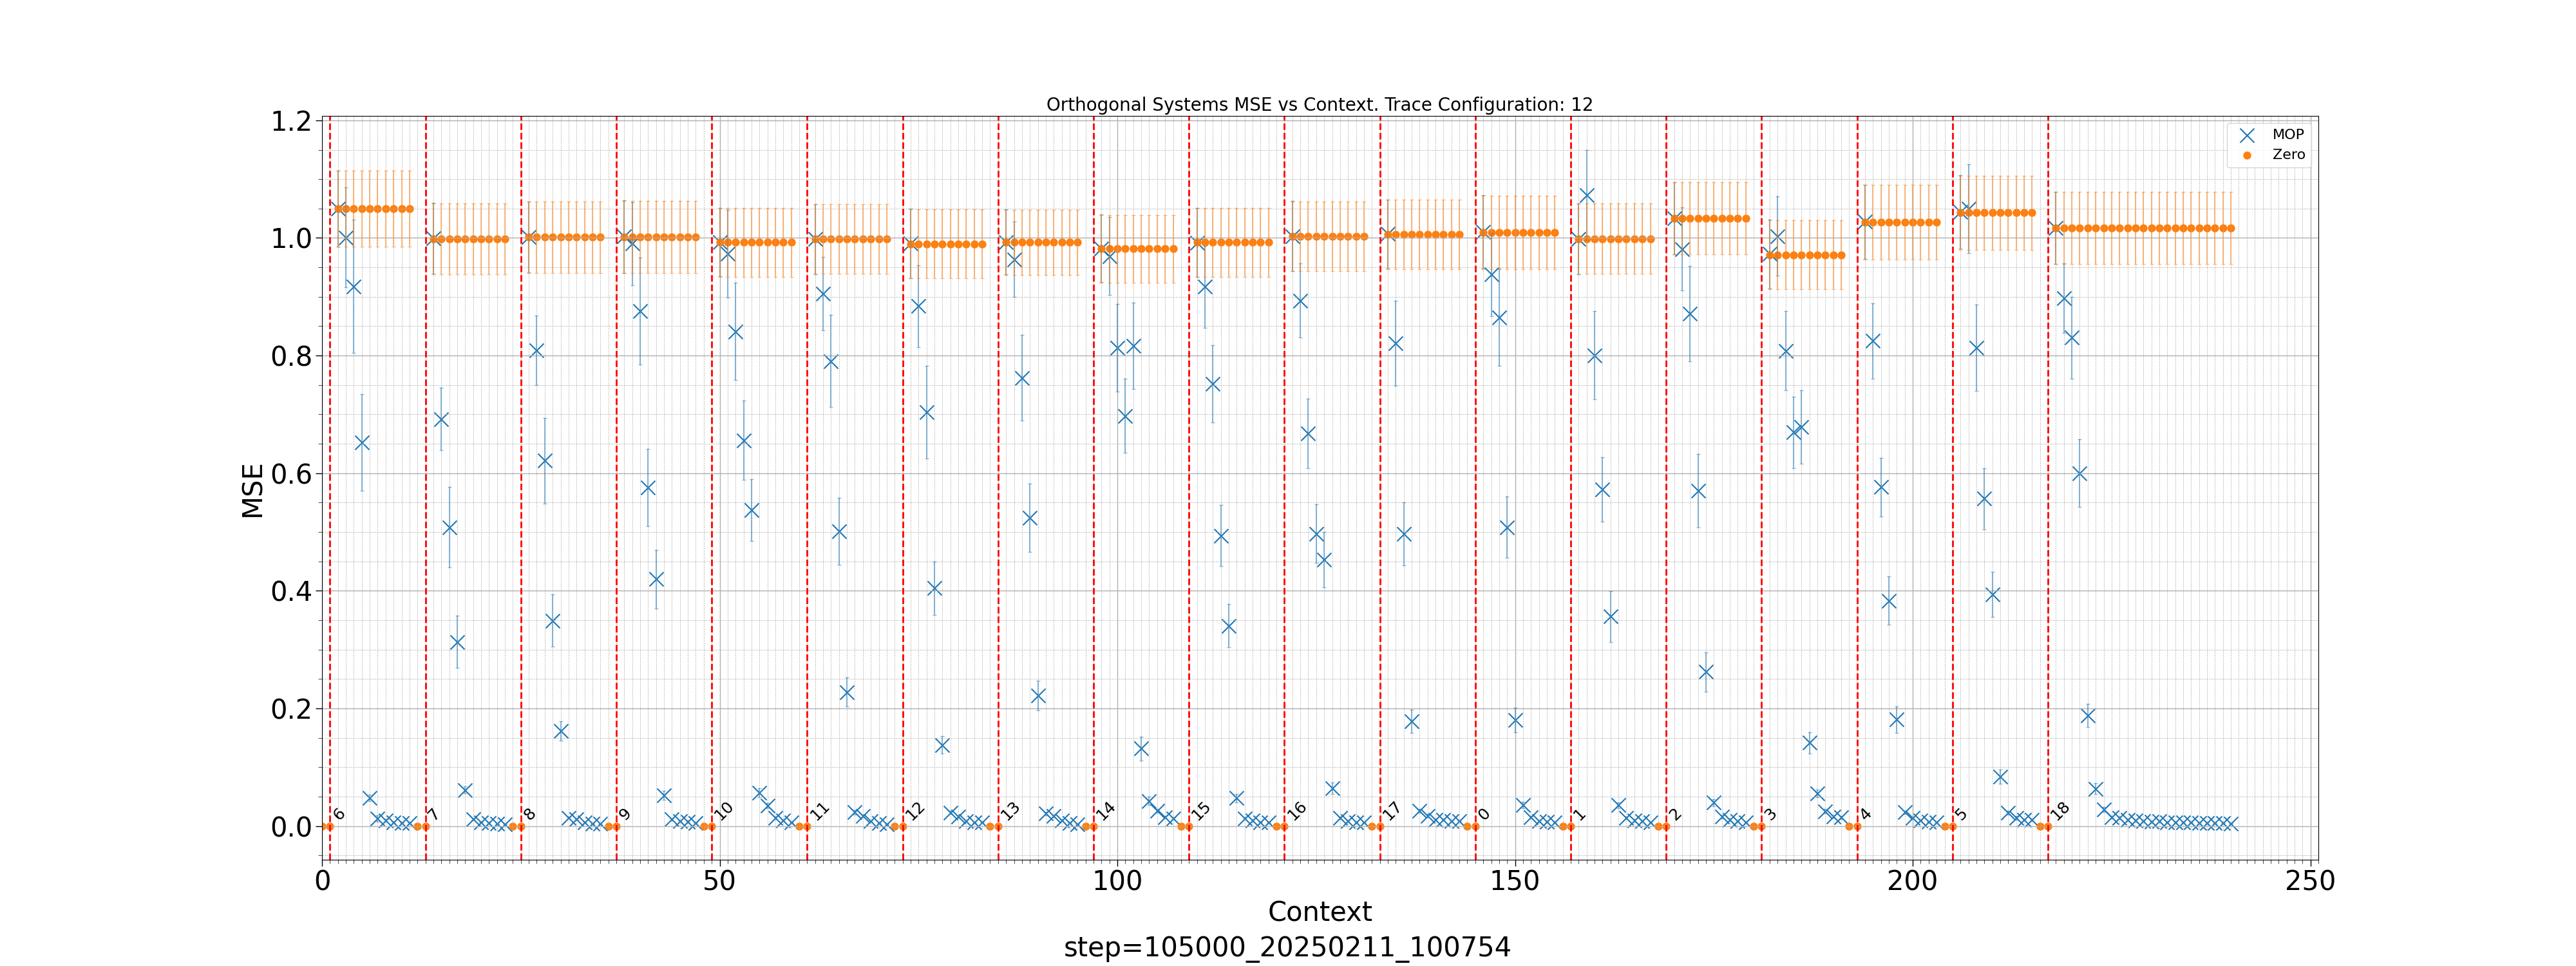 Orthogonal Systems MSE vs Context. Trace Configuration: 12
MOP
Zero
1.2
1.0
0.8
0.6
0.4
0.2
0.0
MSE
6 7 8 9 10 11 12 13 14 15 16 17 0 1 2 3 4 5 18
0 50 100 150 200 250
Context
step=105000_20250211_100754